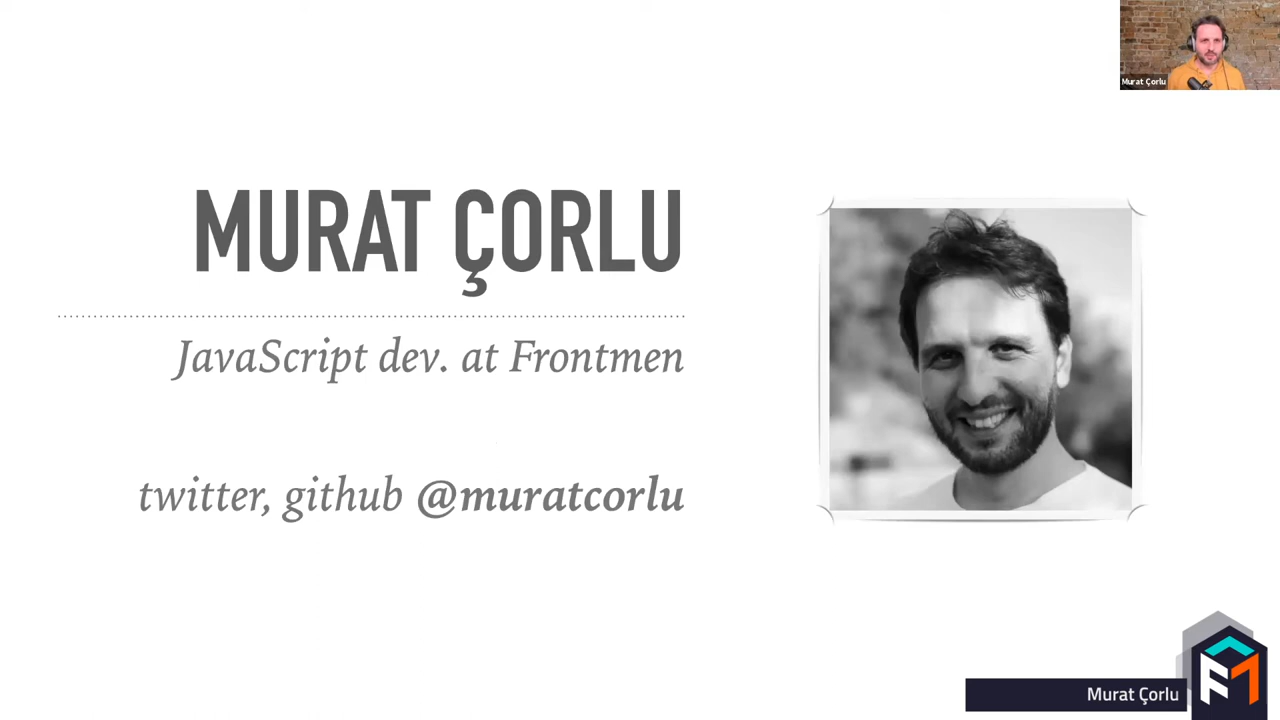 Murat Çorlu
MURAT ÇORLU
JavaScript dev. at Frontmen
twitter, github @muratcorlu
Murat Çorlu